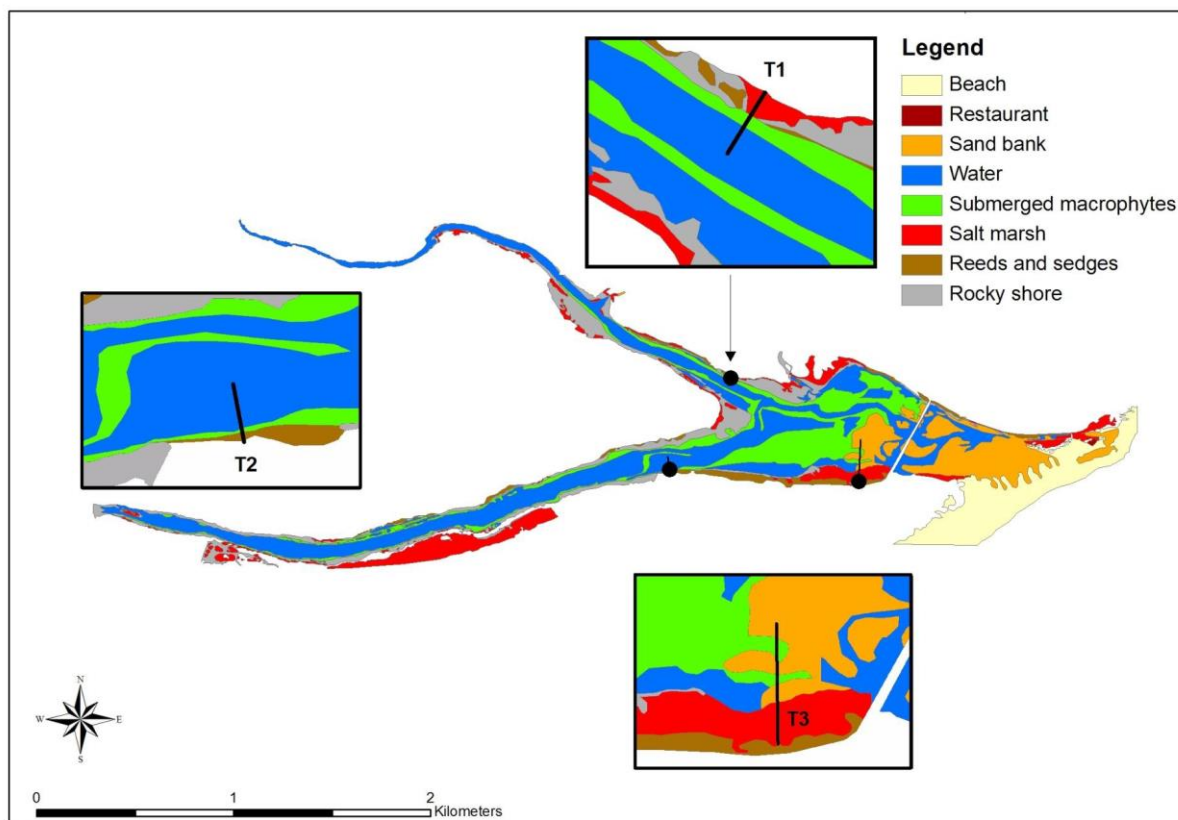 Legend
Beach
Restaurant
Sand bank
Water
Submerged macrophytes
Salt marsh
Reeds and sedges
Rocky shore
T1
T2
T3
N
W E
S
0 1 2
Kilometers